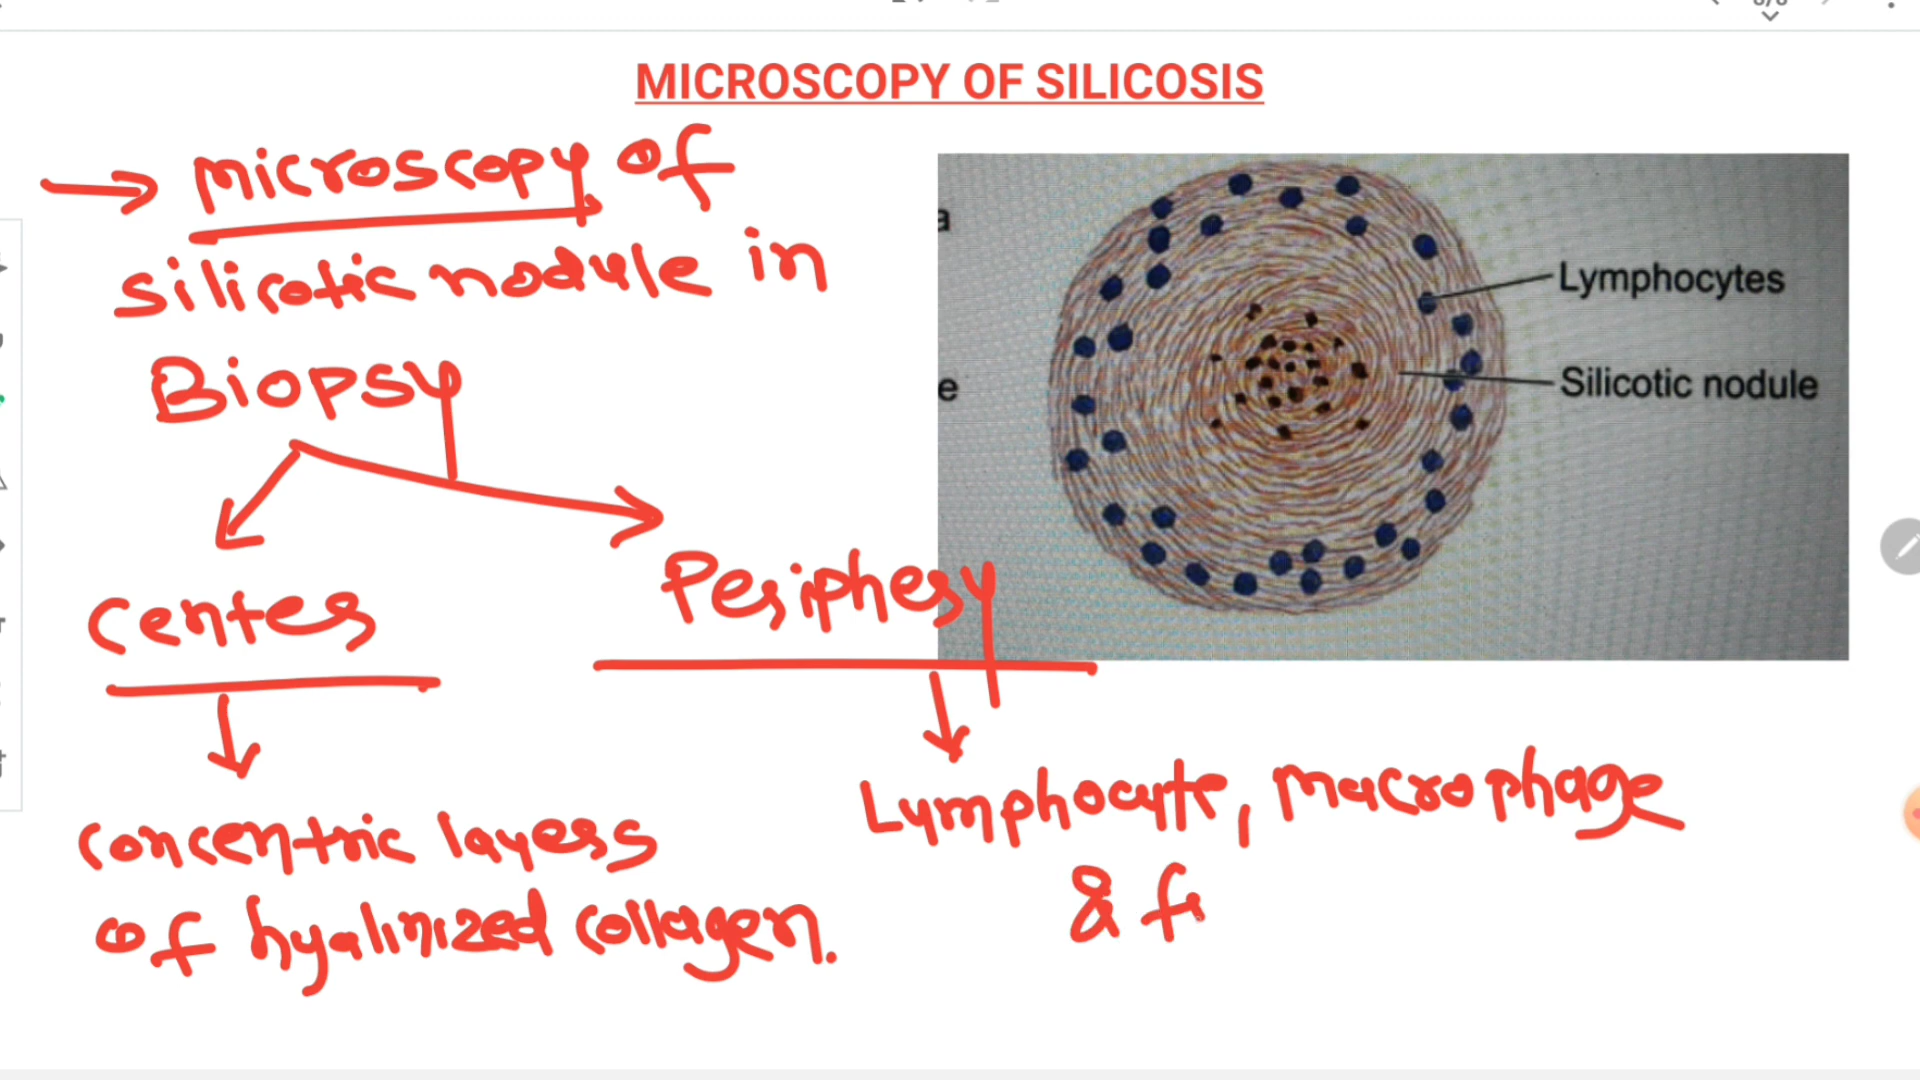 MICROSCOPY OF SILICOSIS
→ Microscopy of
silicotic nodule in
Biopsy
Center
Periphery
concentric layers
of hyalinized collagen.
Lymphocyte, macrophage
& f
a
e
Lymphocytes
Silicotic nodule